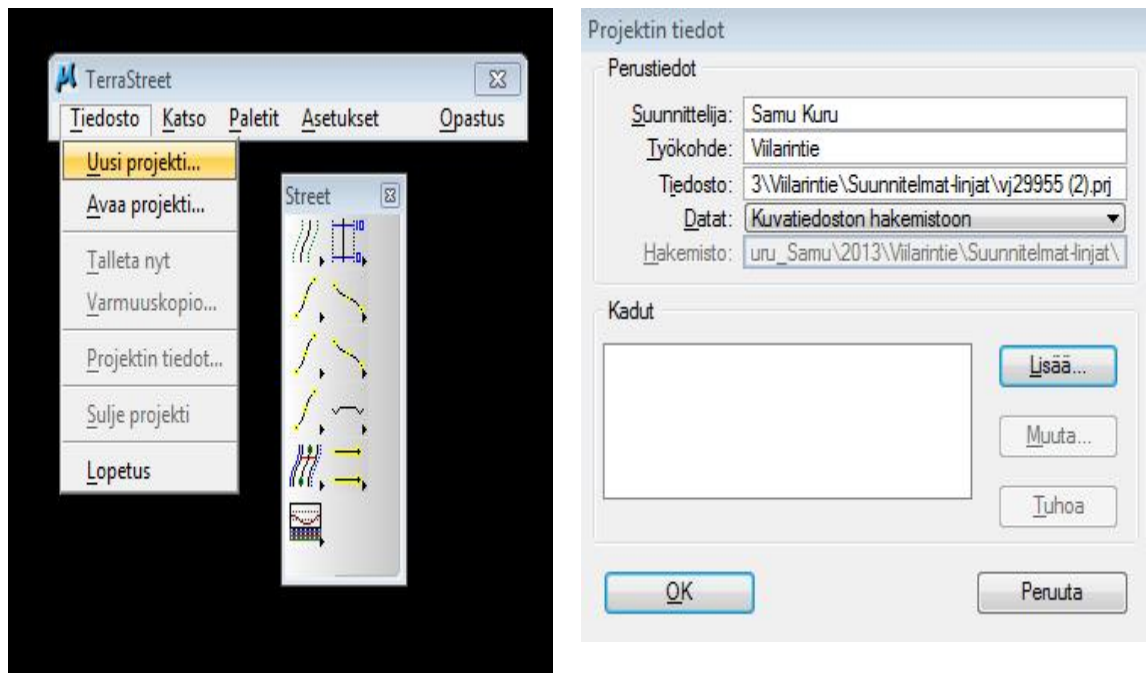 TerraStreet
Tiedosto Katso Paletit Asetukset Opastus
Uusi projekti...
Avaa projekti...
Talleta nyt
Varmuuskopio...
Projektin tiedot...
Sulje projekti
Lopetus
Street
Projektin tiedot
Perustiedot
Suunnittelija: Samu Kuru
Työkohde: Viilarintie
Tiedosto: 3\Viilarintie\Suunnitelmat-linjat\vj29955 (2).prj
Datat: Kuvatiedoston hakemistoon
Hakemisto: uru_Samu\2013\Viilarintie\Suunnitelmat-linjat\
Kadut
Lisää...
Muuta...
Tuhoa
OK Peruuta